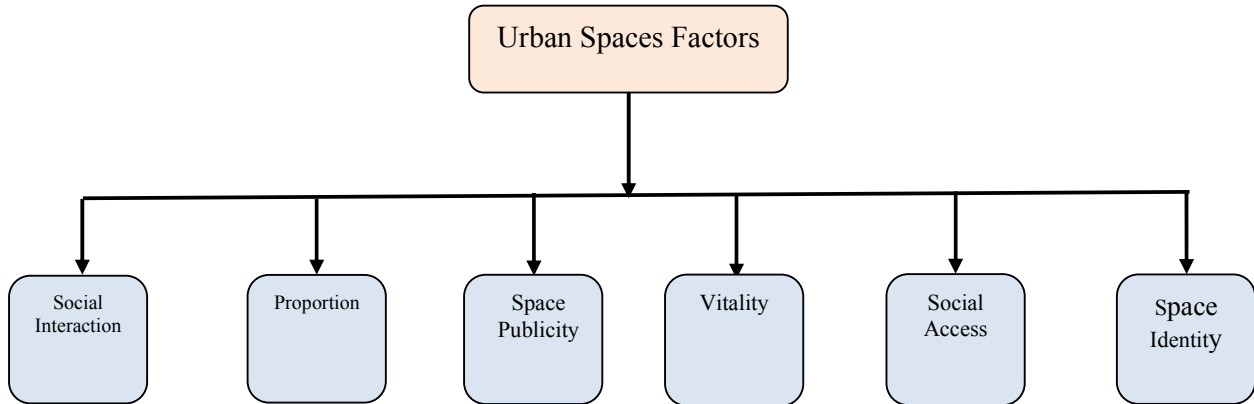 Urban Spaces Factors
Social
Interaction
Proportion
Space
Publicity
Vitality
Social
Access
Space
Identity